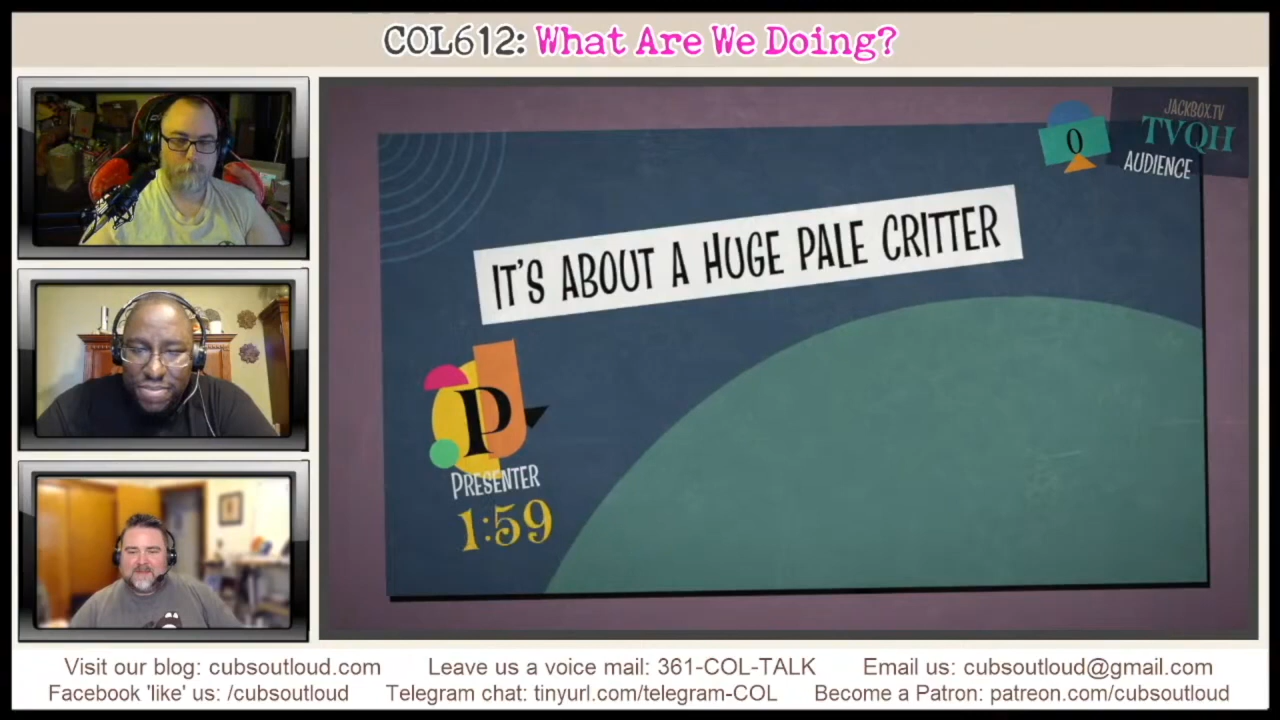 COL612: What Are We Doing?
JACKBOX.TV
TVQH
0
AUDIENCE
IT'S ABOUT A HUGE PALE CRITTER
P
PRESENTER
1:59
Visit our blog: cubsoutloud.com Leave us a voice mail: 361-COL-TALK Email us: cubsoutloud@gmail.com
Facebook 'like' us: /cubsoutloud Telegram chat: tinyurl.com/telegram-COL Become a Patron: patreon.com/cubsoutloud